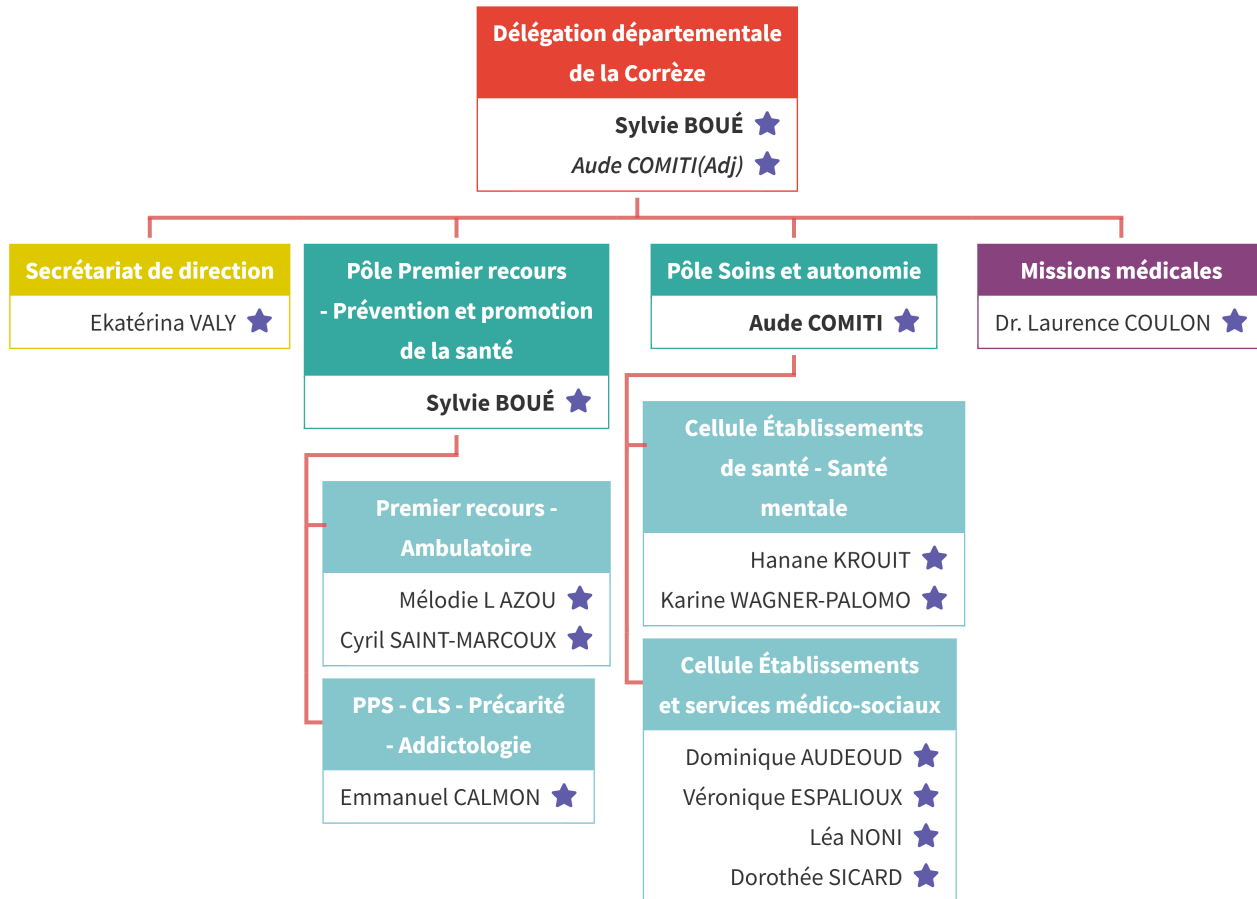 Délégation départementale
de la Corrèze
Sylvie BOUÉ
Aude COMITI(Adj)
Secrétariat de direction
Ekatérina VALY
Pôle Premier recours
- Prévention et promotion
de la santé
Sylvie BOUÉ
Premier recours -
Ambulatoire
Mélodie L AZOU
Cyril SAINT-MARCOUX
PPS - CLS - Précarité
- Addictologie
Emmanuel CALMON
Pôle Soins et autonomie
Aude COMITI
Cellule Établissements
de santé - Santé
mentale
Hanane KROUIT
Karine WAGNER-PALOMO
Cellule Établissements
et services médico-sociaux
Dominique AUDEOUD
Véronique ESPALIOUX
Léa NONI
Dorothée SICARD
Missions médicales
Dr. Laurence COULON